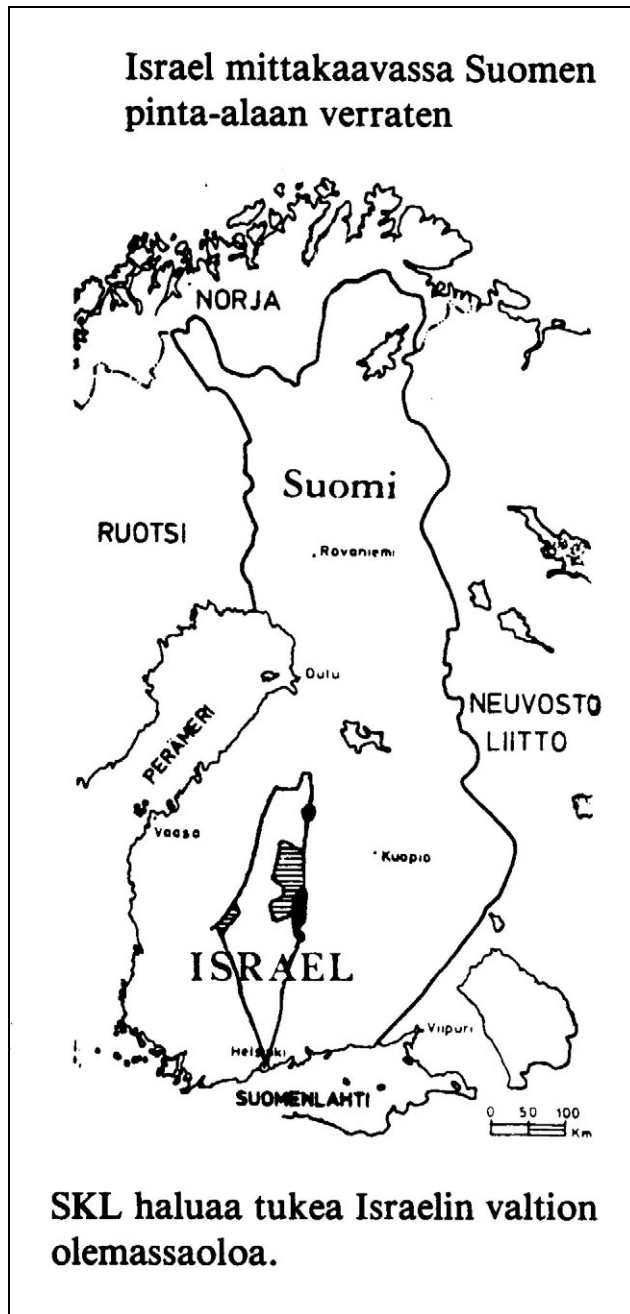 Israel mittakaavassa Suomen
pinta-alaan verraten
NORJA
Suomi
RUOTSI
Rovaniemi
Oulu
NEUVOSTO
LIITTO
PERÄMERI
Vaasa
Kuopio
ISRAEL
Viipuri
Helsinki
SUOMENLAHTI
0 50 100
Km
SKL haluaa tukea Israelin valtion
olemassaoloa.